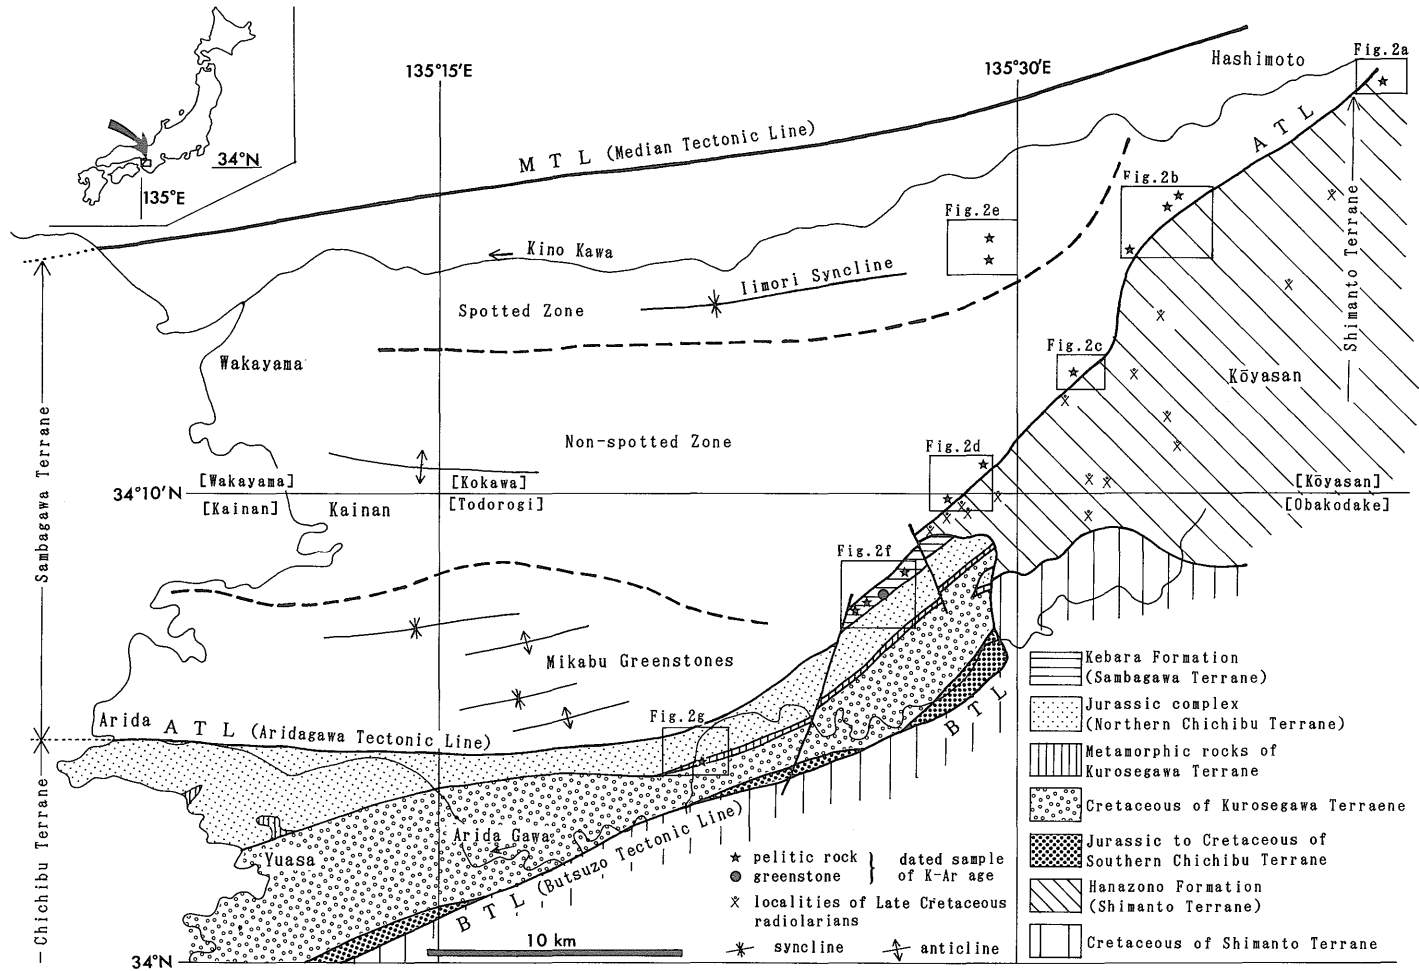 Fig.2a
Hashimoto
135°15′E
135°30′E
M T L (Median Tectonic Line)
A T L
34°N
135°E
Fig.2b
Fig.2e
Kino Kawa
Iimori Syncline
Spotted Zone
Shimanto Terrane
Wakayama
Fig.2c
Kōyasan
Non-spotted Zone
Fig.2d
Sambagawa Terrane
[Wakayama]
[Kokawa]
[Kōyasan]
34°10′N
[Kainan]
Kainan
[Todorogi]
[Obakodake]
Fig.2f
Mikabu Greenstones
Arida
A T L (Aridagawa Tectonic Line)
Fig.2g
B T L
Chichibu Terrane
Arida Gawa
Yuasa
B T L (Butsuzo Tectonic Line)
34°N
10 km
pelitic rock
greenstone
dated sample
of K-Ar age
localities of Late Cretaceous
radiolarians
syncline
anticline
Kebara Formation
(Sambagawa Terrane)
Jurassic complex
(Northern Chichibu Terrane)
Metamorphic rocks of
Kurosegawa Terrane
Cretaceous of Kurosegawa Terraene
Jurassic to Cretaceous of
Southern Chichibu Terrane
Hanazono Formation
(Shimanto Terrane)
Cretaceous of Shimanto Terrane